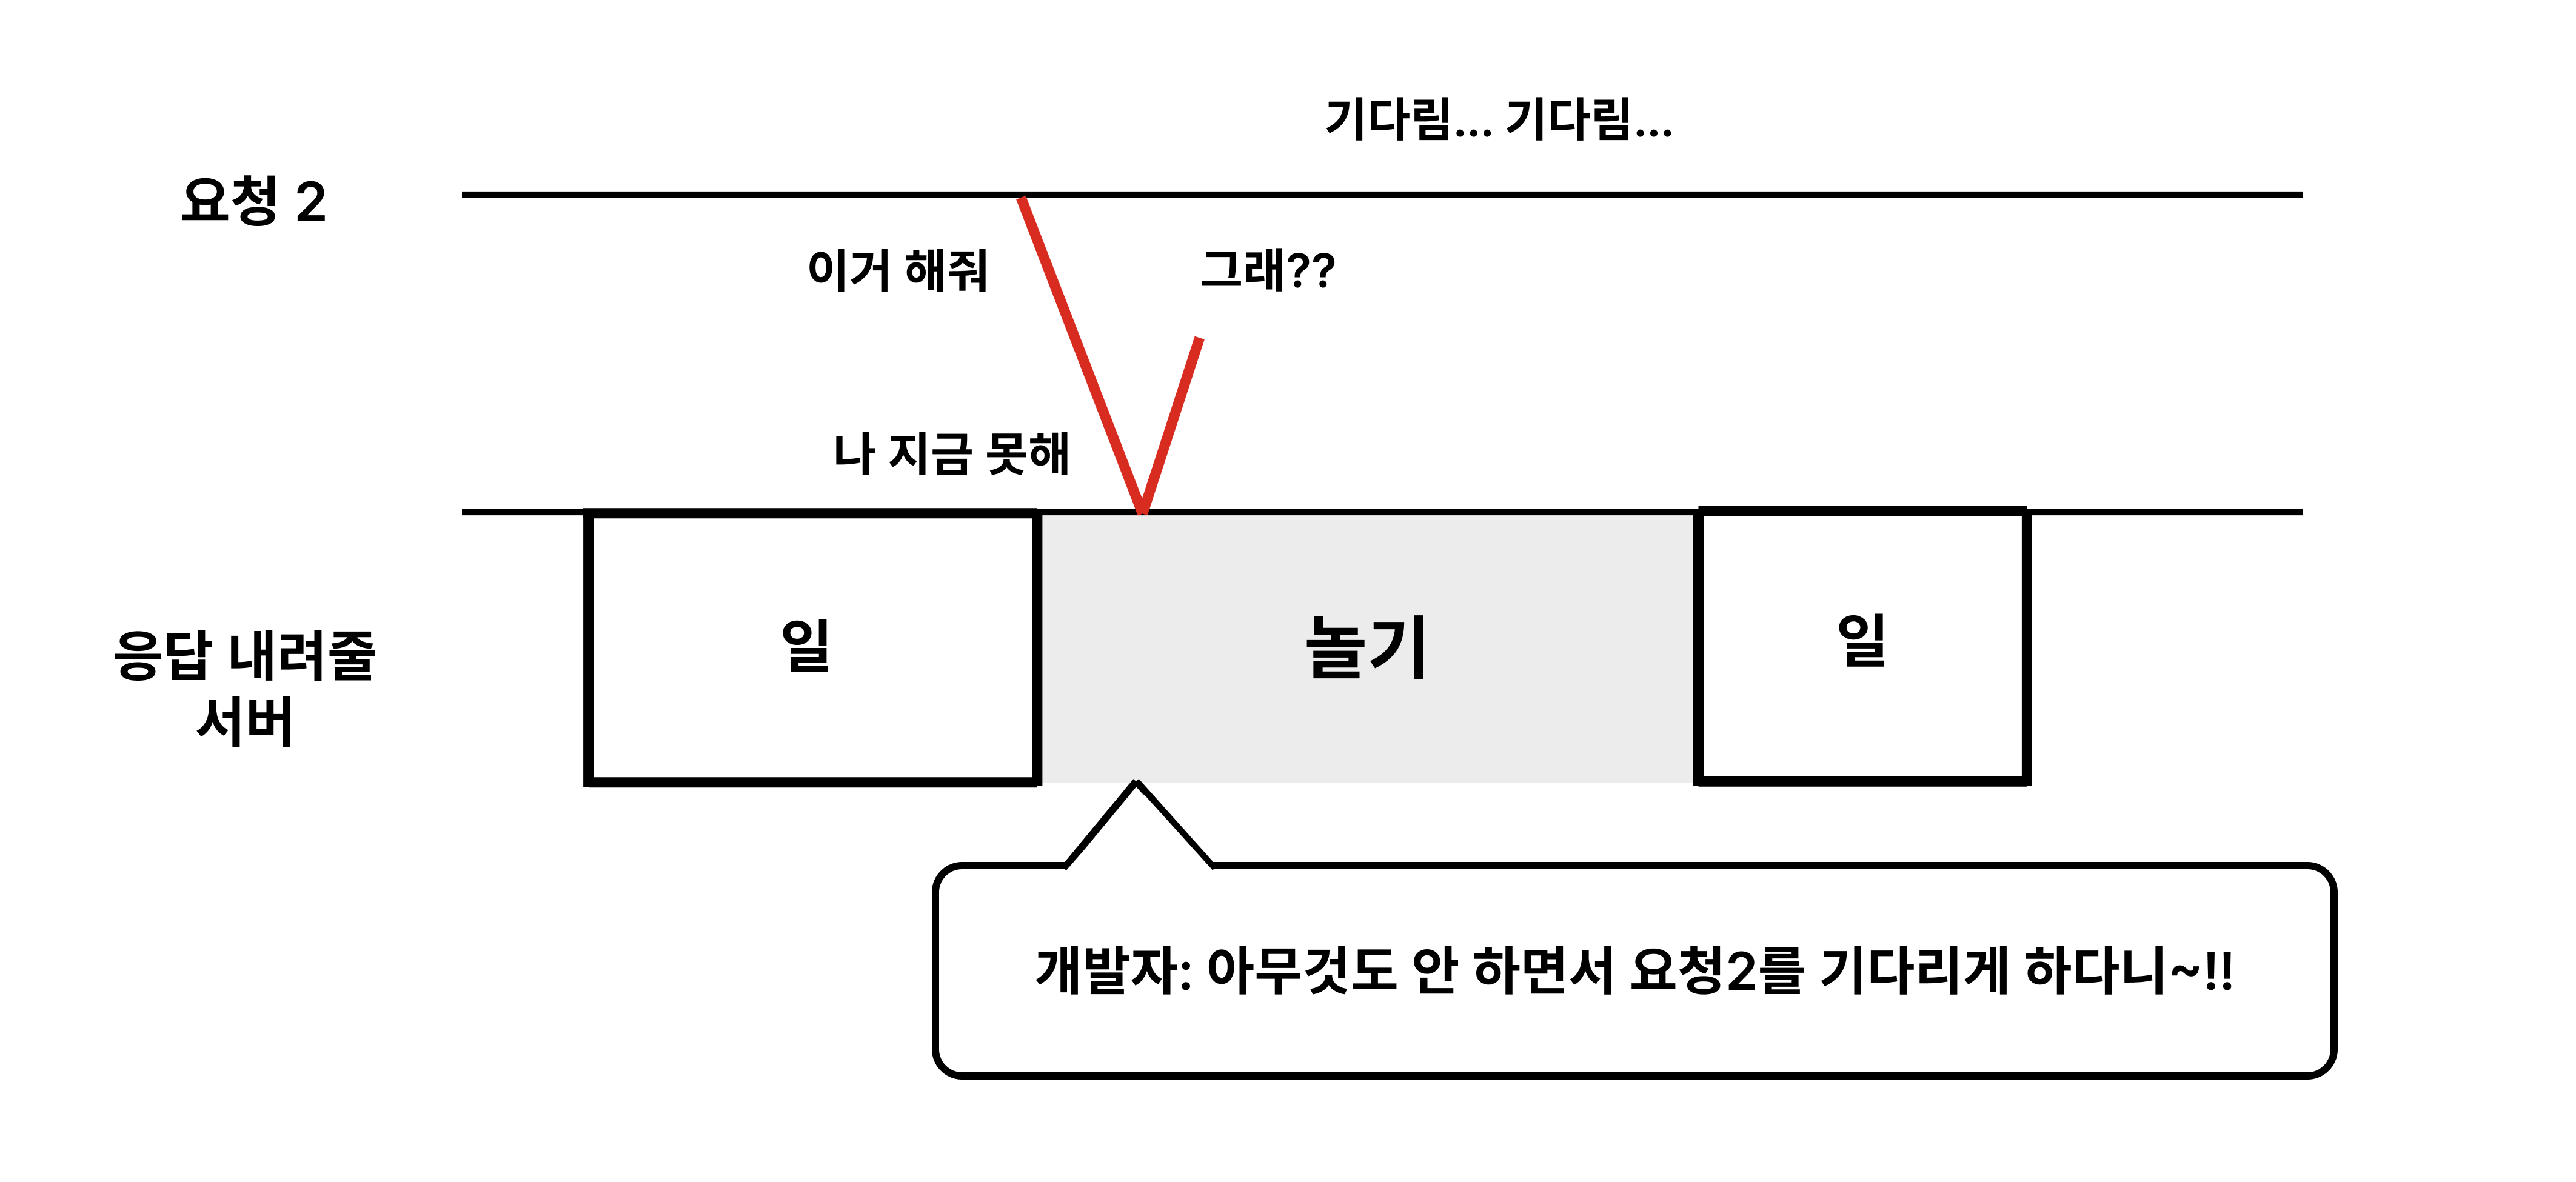 기다림... 기다림...
요청 2
이거 해줘
그래??
나 지금 못해
일
놀기
일
응답 내려줄
서버
개발자: 아무것도 안 하면서 요청2를 기다리게 하다니~!!